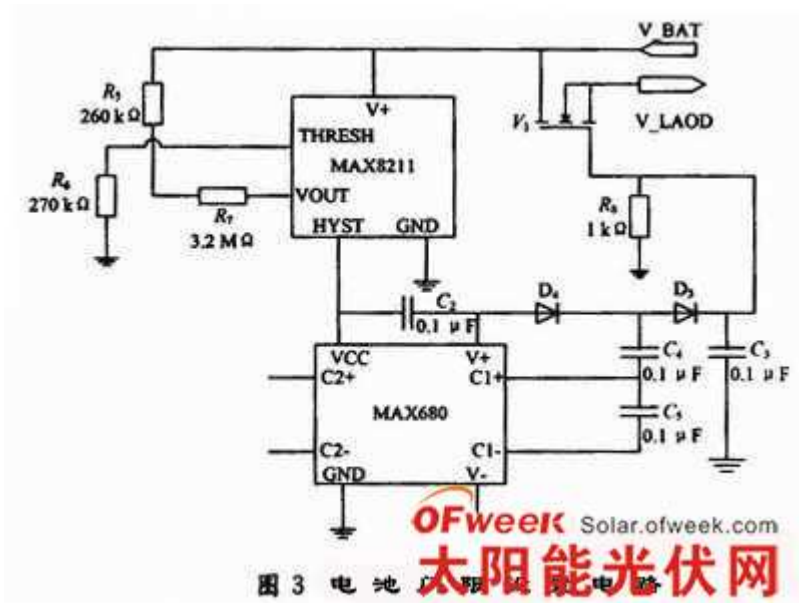 V_BAT
R5
260 kΩ
V+
THRESH
MAX8211
VOUT
HYST GND
V1
V_LAOD
R6
270 kΩ
R7
3.2 MΩ
1 kΩ
C2
0.1 μF
D4
VCC V+
C2+ C1+
MAX680
C2- C1-
GND V-
C4
0.1 μF
C3
0.1 μF
C5
0.1 μF
OFweek Solar.ofweek.com
太阳能光伏网
图 3 电 池 限 电 路